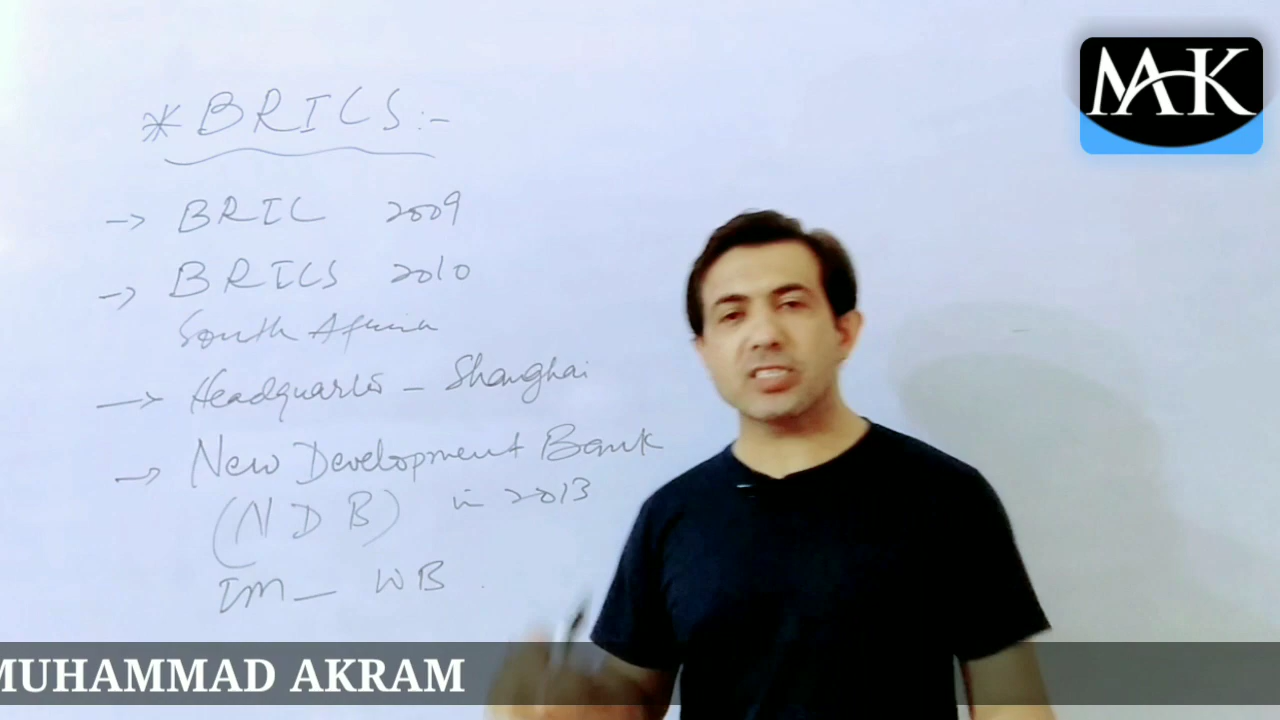 * BRICS:-
→ BRIC 2009
→ BRICS 2010
South Africa
→ Headquarters - Shanghai
→ New Development Bank
(NDB) in 2013
IM - WB
MAK
MUHAMMAD AKRAM